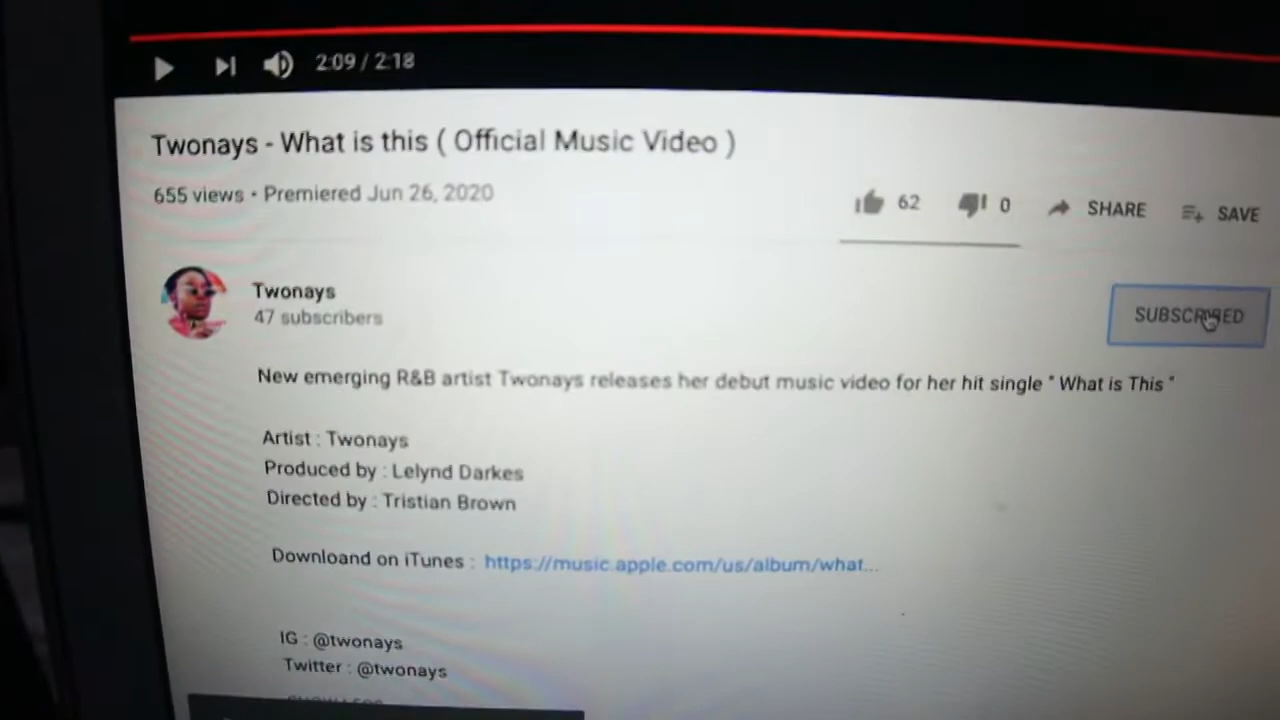 2:09 / 2:18
Twonays - What is this ( Official Music Video )
655 views • Premiered Jun 26, 2020
62 0 SHARE SAVE
Twonays
47 subscribers
SUBSCRIBED
New emerging R&B artist Twonays releases her debut music video for her hit single " What is This "
Artist : Twonays
Produced by : Lelynd Darkes
Directed by : Tristian Brown
Downloand on iTunes : https://music.apple.com/us/album/what...
IG : @twonays
Twitter : @twonays